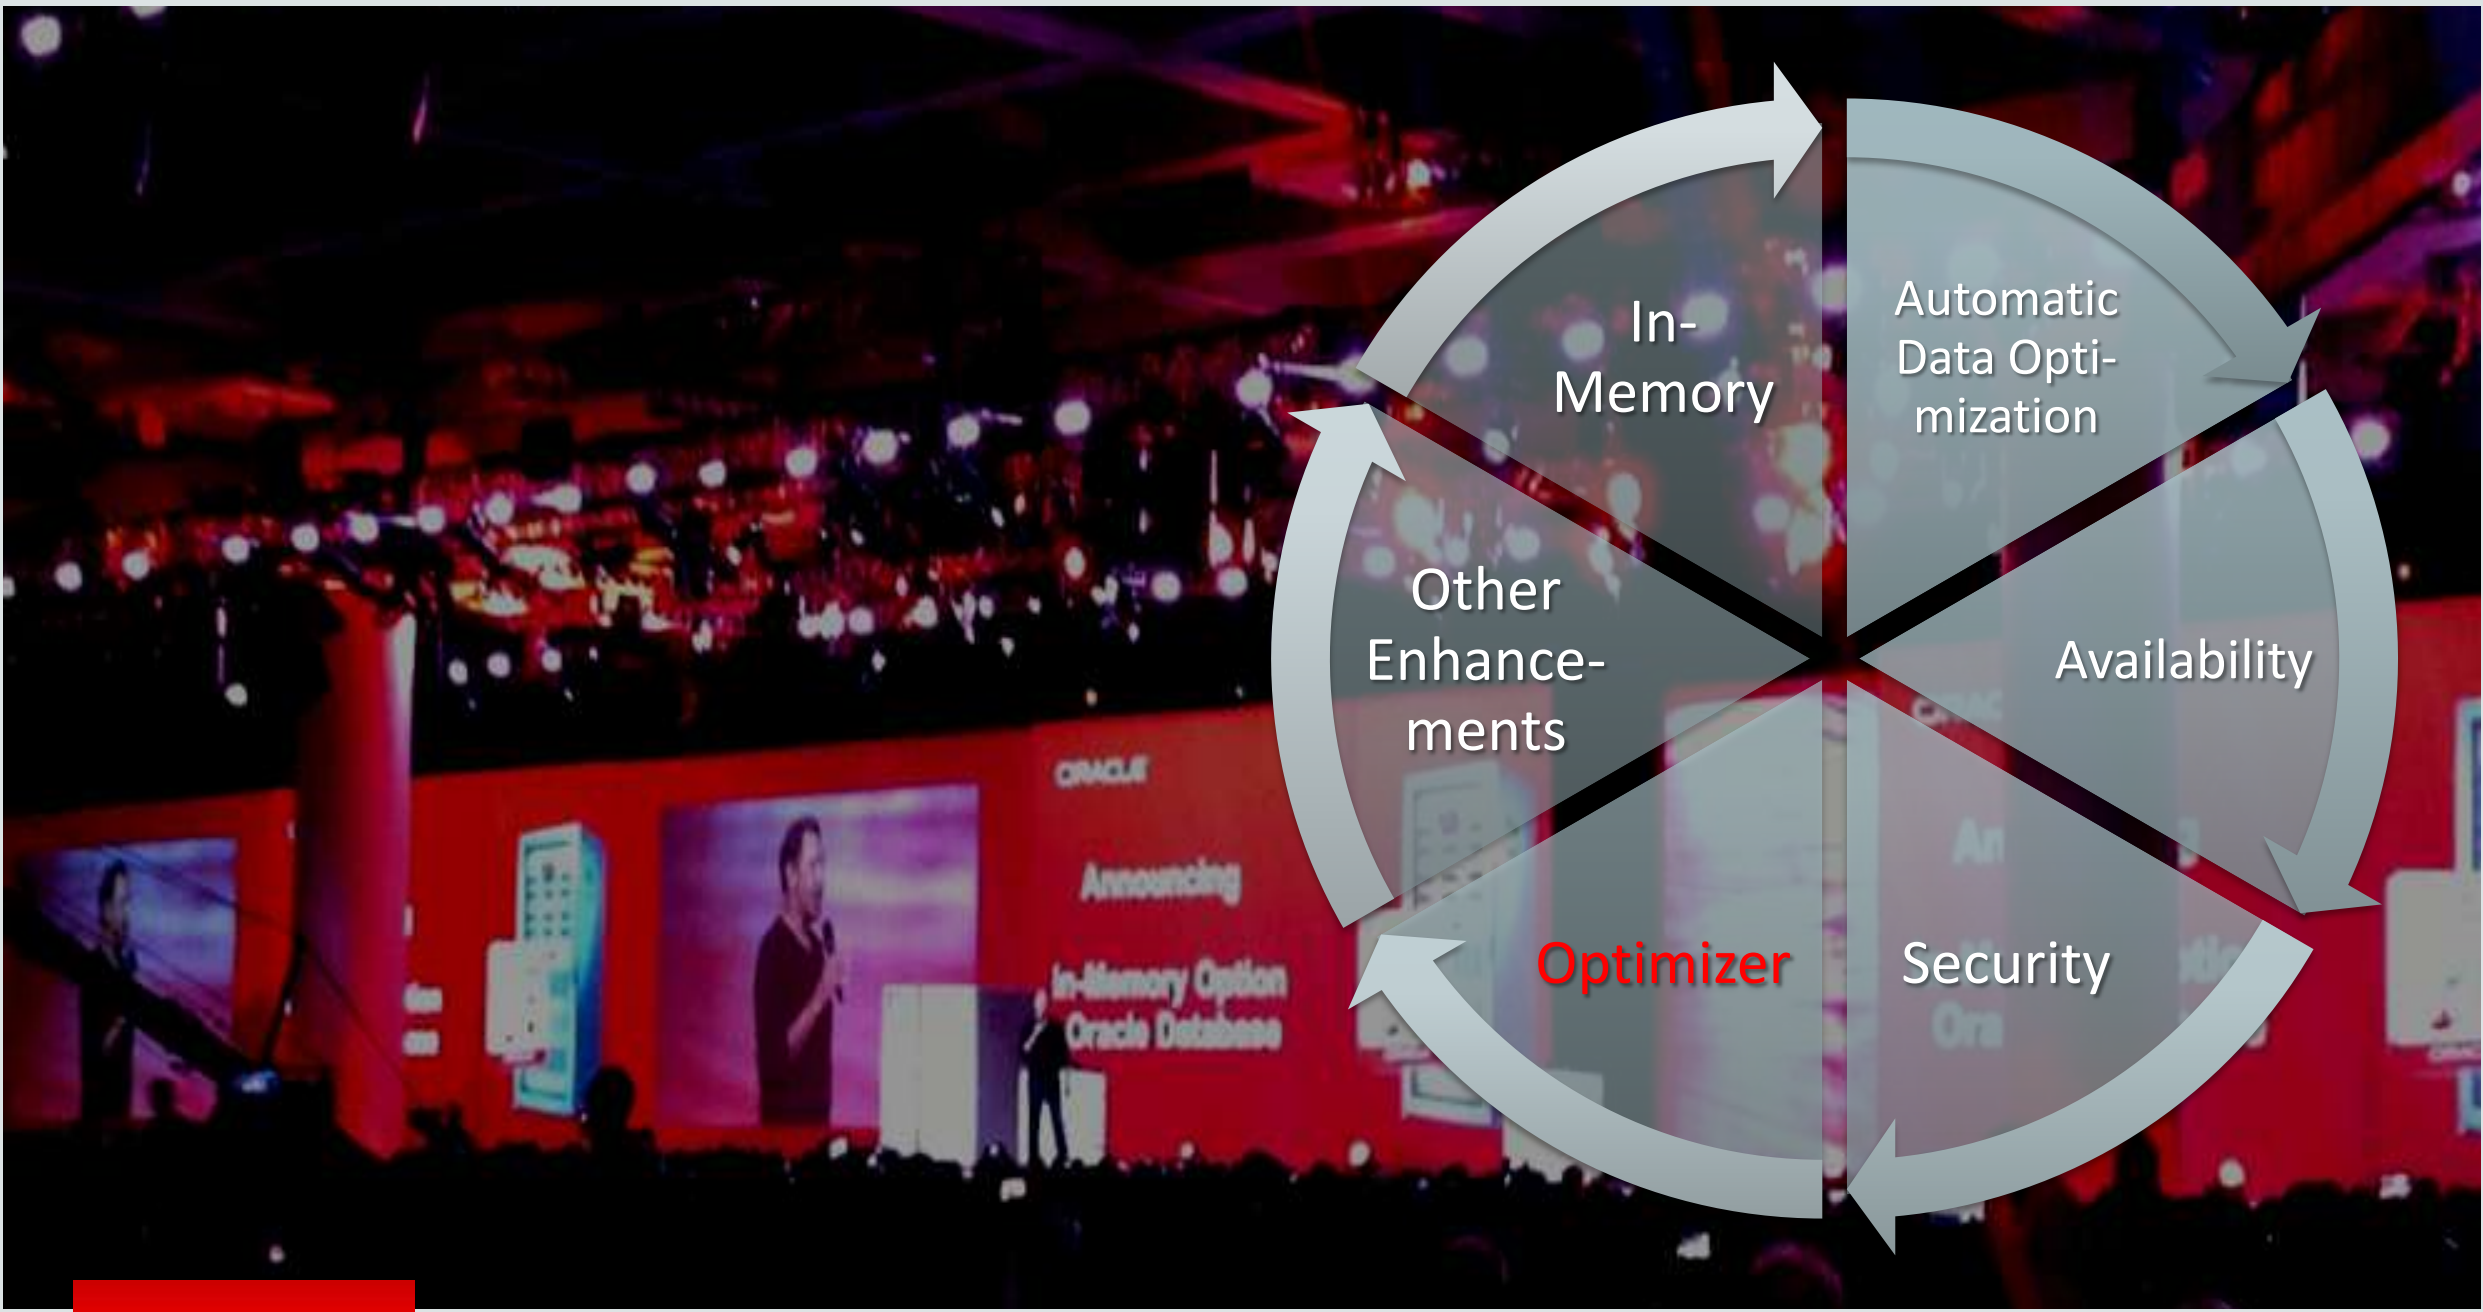 In-
Memory
Automatic
Data Opti-
mization
Other
Enhance-
ments
Availability
Optimizer
Security
ORACLE
Announcing
In-Memory Option
Oracle Database